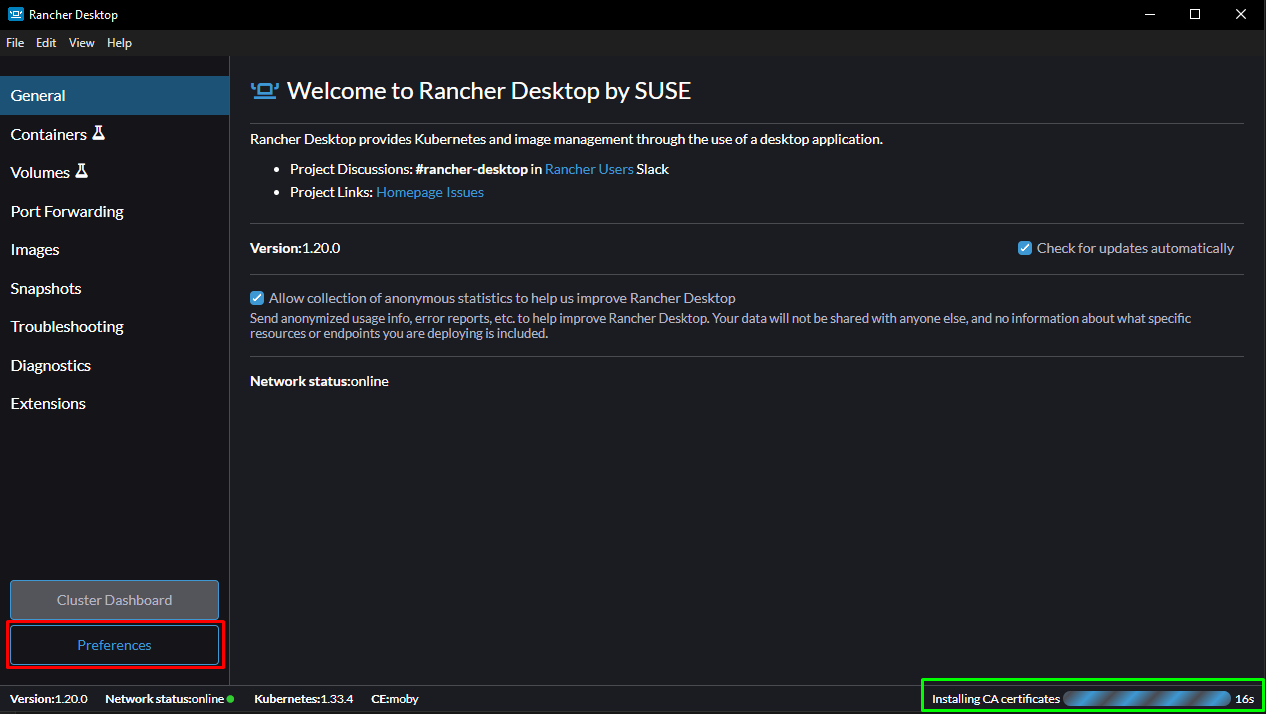 Rancher Desktop
File Edit View Help
General
Containers
Volumes
Port Forwarding
Images
Snapshots
Troubleshooting
Diagnostics
Extensions
Cluster Dashboard
Preferences
Welcome to Rancher Desktop by SUSE
Rancher Desktop provides Kubernetes and image management through the use of a desktop application.
• Project Discussions: #rancher-desktop in Rancher Users Slack
• Project Links: Homepage Issues
Version:1.20.0
Check for updates automatically
Allow collection of anonymous statistics to help us improve Rancher Desktop
Send anonymized usage info, error reports, etc. to help improve Rancher Desktop. Your data will not be shared with anyone else, and no information about what specific
resources or endpoints you are deploying is included.
Network status:online
Version:1.20.0 Network status:online Kubernetes:1.33.4 CE:moby Installing CA certificates 16s